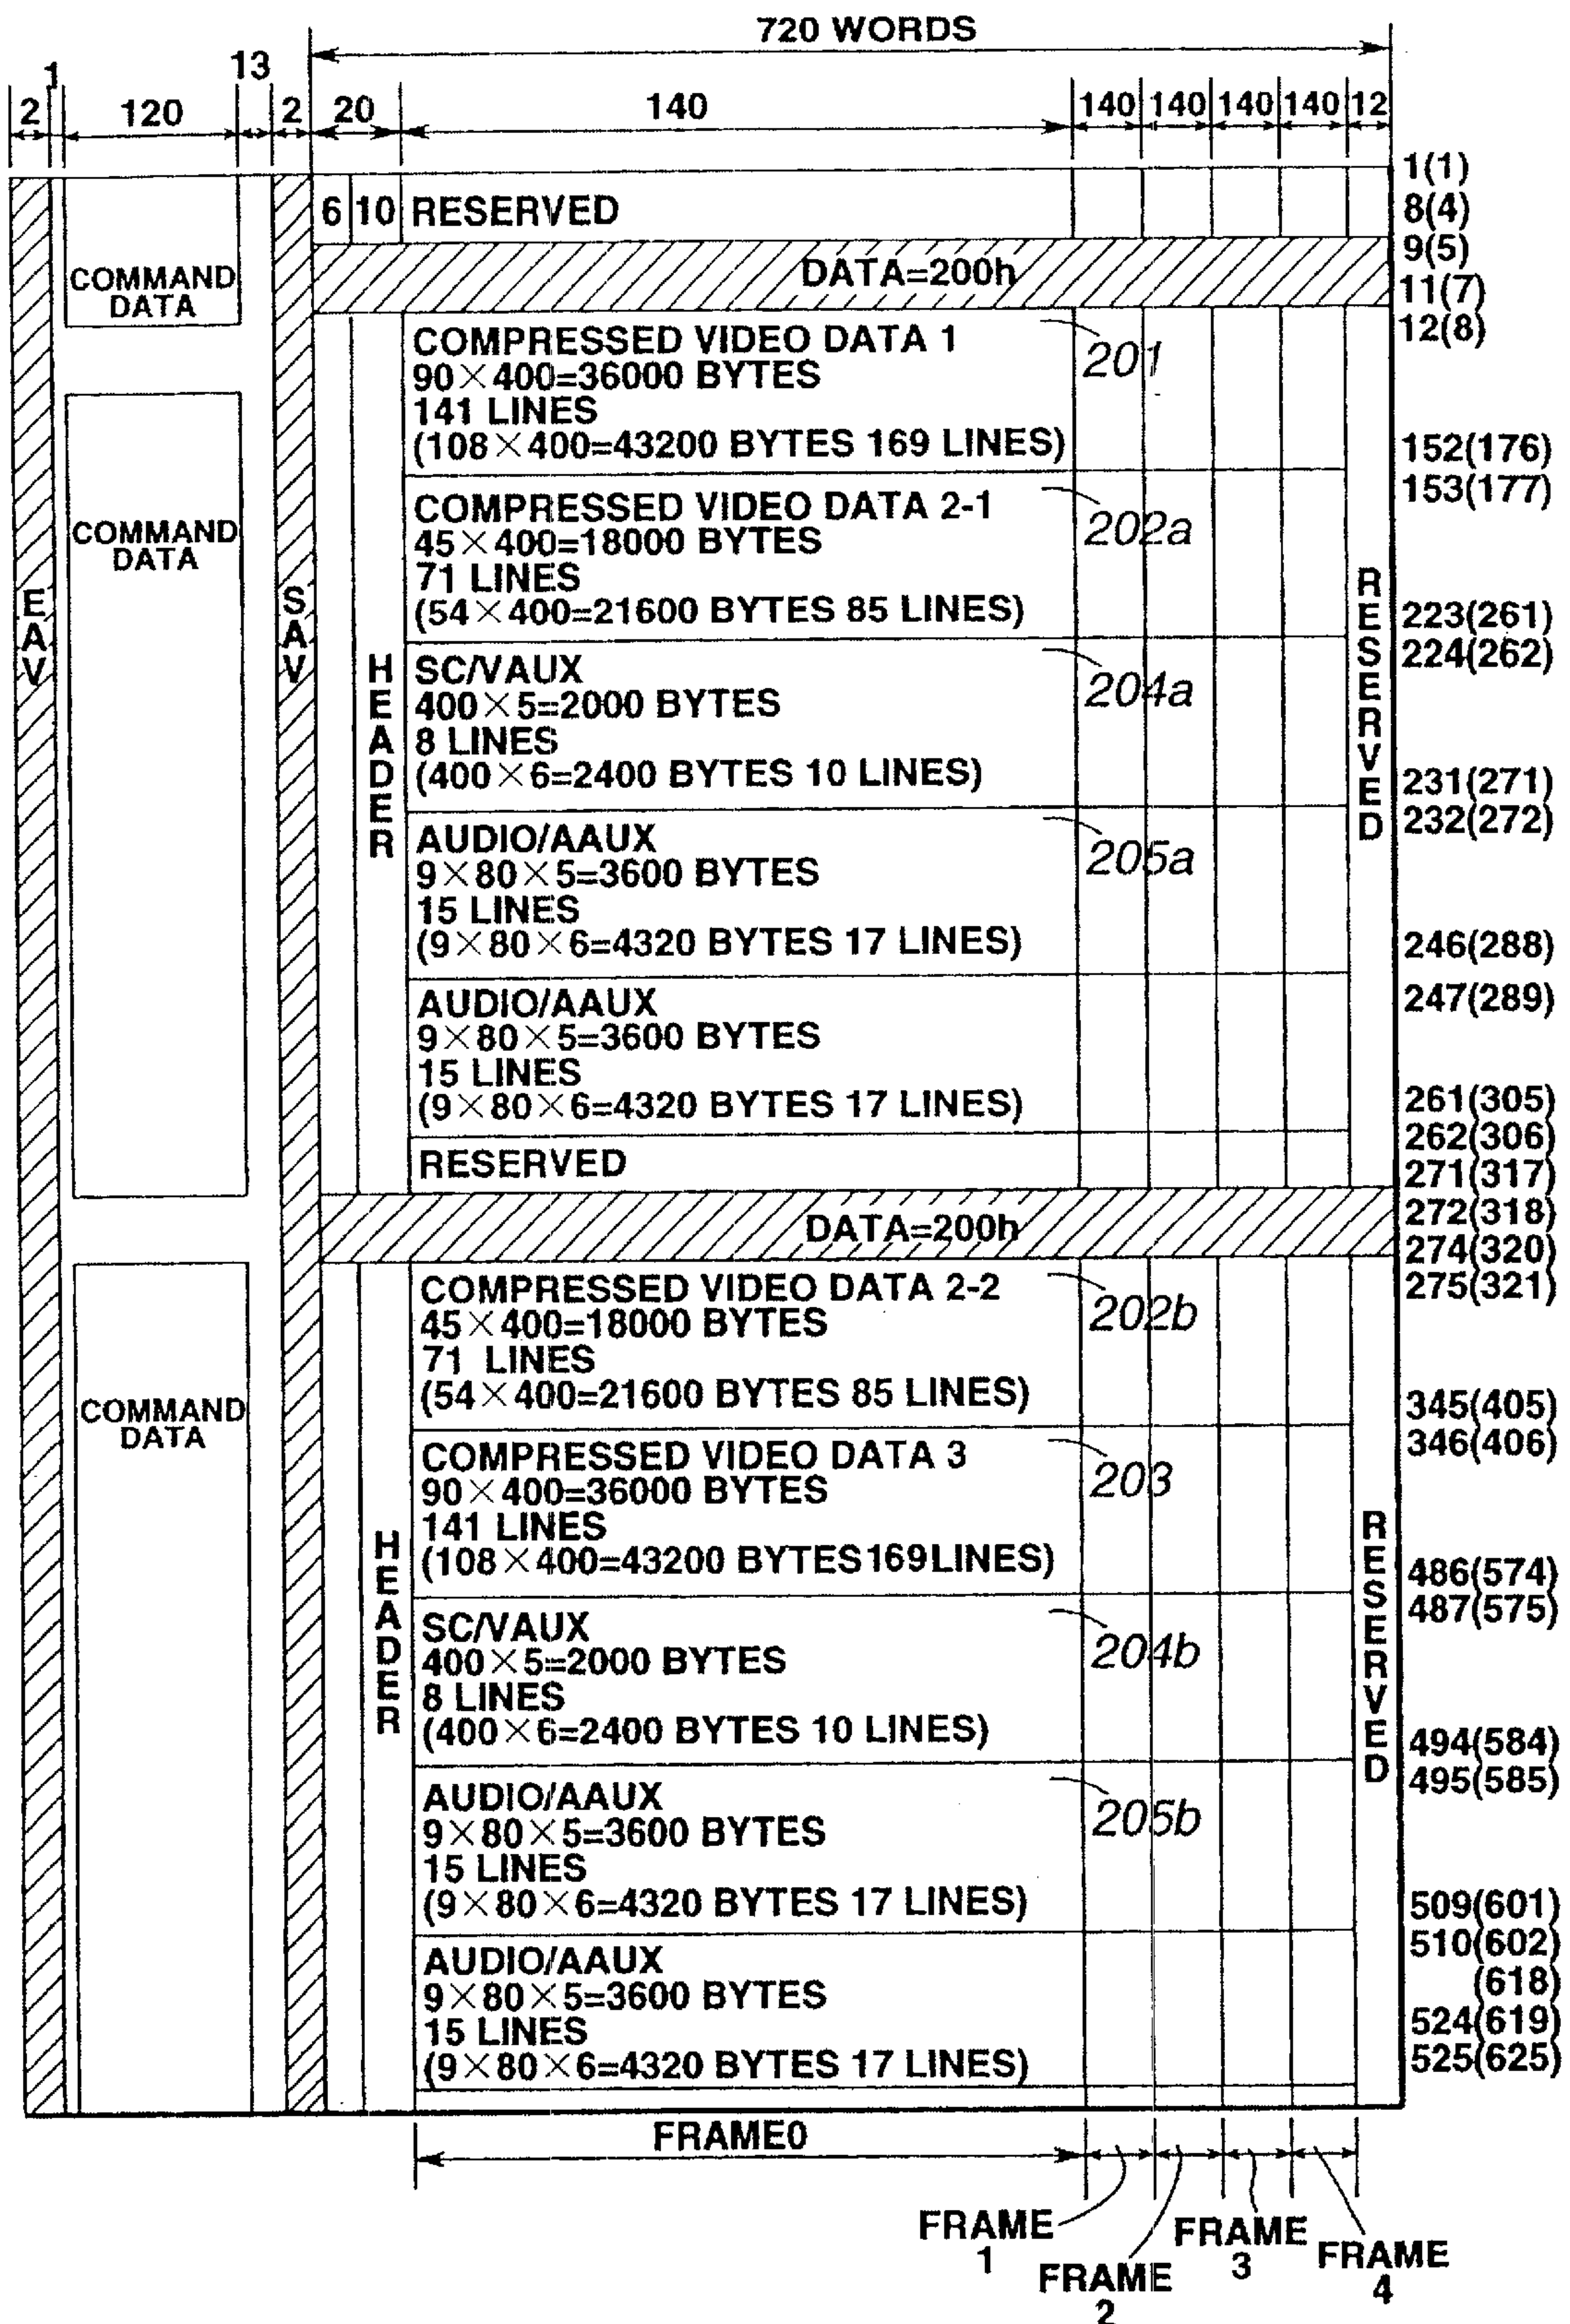 720 WORDS
1
13
2
120
2
20
140
140
140
140
140
12
1(1)
6
10
RESERVED
8(4)
9(5)
DATA=200h
11(7)
COMMAND
DATA
12(8)
COMPRESSED VIDEO DATA 1
90×400=36000 BYTES
141 LINES
(108×400=43200 BYTES 169 LINES)
201
152(176)
153(177)
COMMAND
DATA
COMPRESSED VIDEO DATA 2-1
45×400=18000 BYTES
71 LINES
(54×400=21600 BYTES 85 LINES)
202a
EAV
SAV
HEADER
RESERVED
223(261)
224(262)
SC/VAUX
400×5=2000 BYTES
8 LINES
(400×6=2400 BYTES 10 LINES)
204a
231(271)
232(272)
AUDIO/AAUX
9×80×5=3600 BYTES
15 LINES
(9×80×6=4320 BYTES 17 LINES)
205a
246(288)
247(289)
AUDIO/AAUX
9×80×5=3600 BYTES
15 LINES
(9×80×6=4320 BYTES 17 LINES)
261(305)
262(306)
RESERVED
271(317)
272(318)
DATA=200h
274(320)
275(321)
COMPRESSED VIDEO DATA 2-2
45×400=18000 BYTES
71 LINES
(54×400=21600 BYTES 85 LINES)
202b
COMMAND
DATA
345(405)
346(406)
COMPRESSED VIDEO DATA 3
90×400=36000 BYTES
141 LINES
(108×400=43200 BYTES 169 LINES)
203
HEADER
RESERVED
486(574)
487(575)
SC/VAUX
400×5=2000 BYTES
8 LINES
(400×6=2400 BYTES 10 LINES)
204b
494(584)
495(585)
AUDIO/AAUX
9×80×5=3600 BYTES
15 LINES
(9×80×6=4320 BYTES 17 LINES)
205b
509(601)
510(602)
AUDIO/AAUX
9×80×5=3600 BYTES
15 LINES
(9×80×6=4320 BYTES 17 LINES)
(618)
524(619)
525(625)
FRAME0
FRAME
1
FRAME
2
FRAME
3
FRAME
4